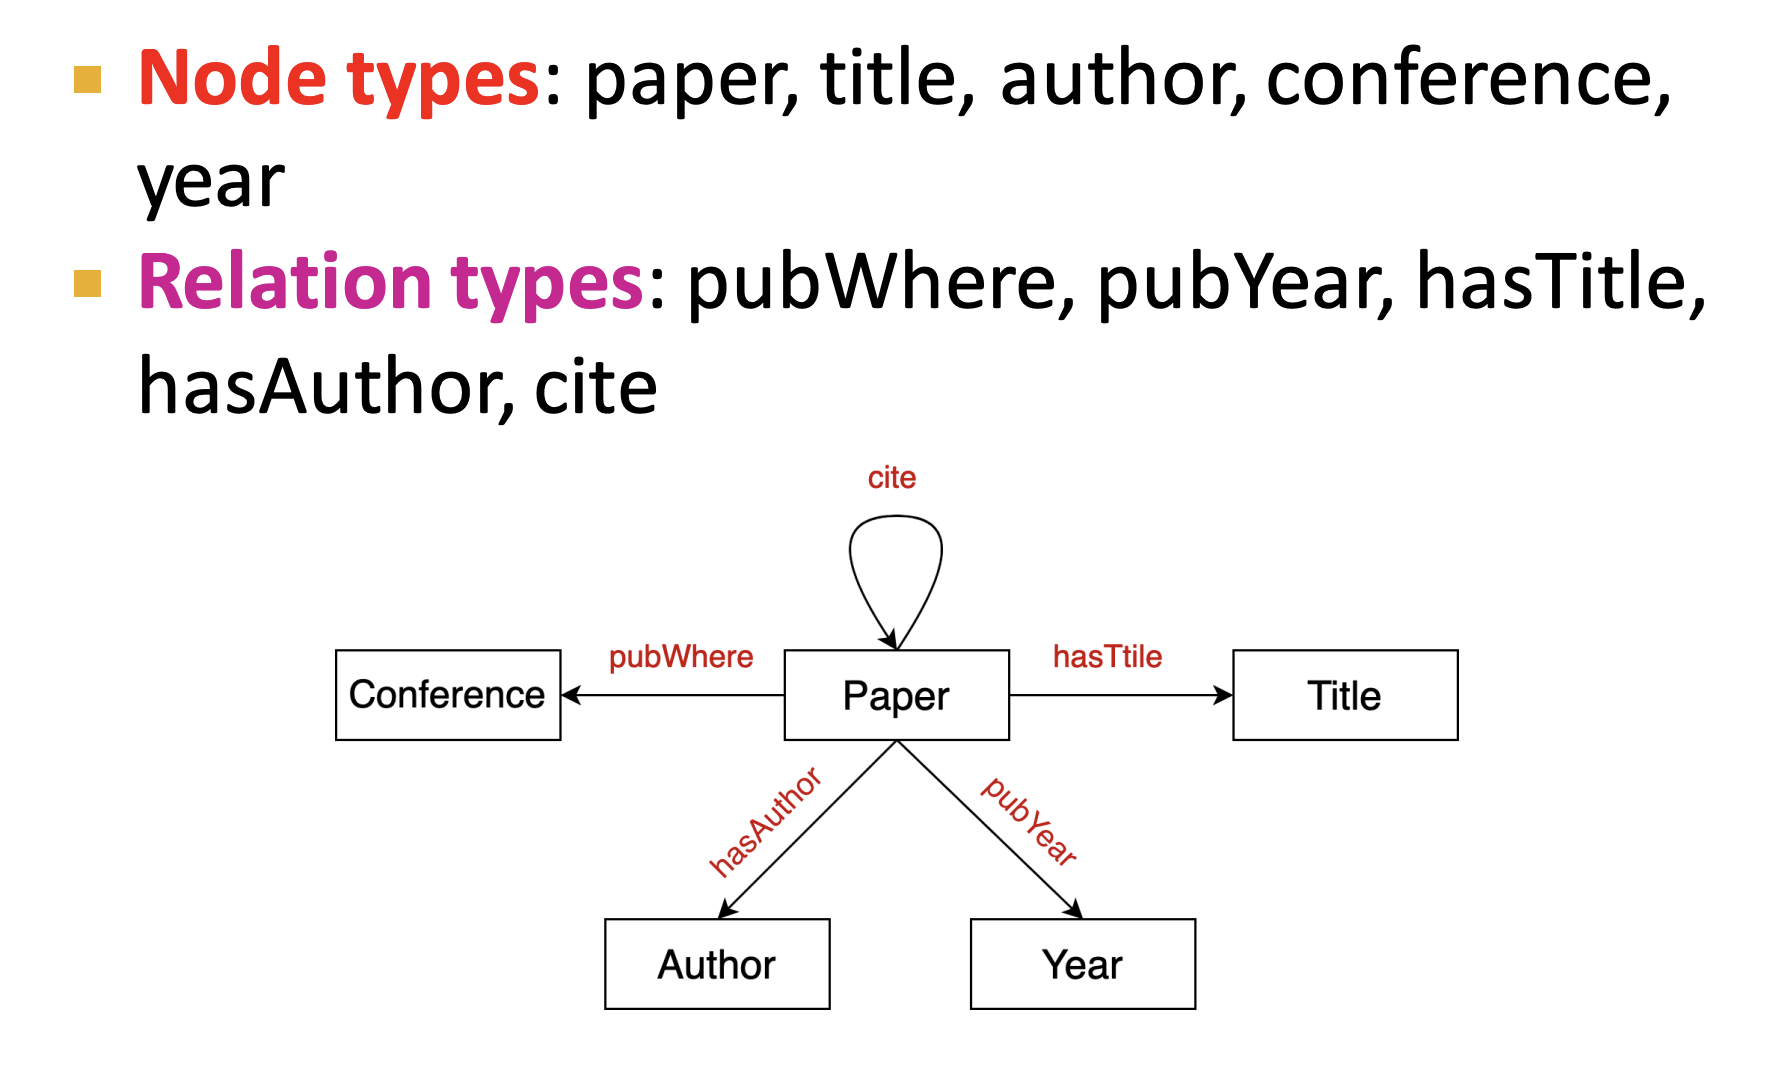 Node types: paper, title, author, conference,
year
Relation types: pubWhere, pubYear, hasTitle,
hasAuthor, cite
cite
pubWhere
hasTtile
Conference
Paper
Title
hasAuthor
pubYear
Author
Year